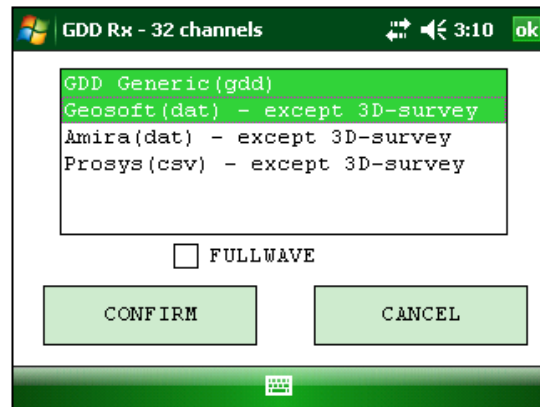 GDD Rx - 32 channels 3:10 ok
GDD Generic(gdd)
Geosoft(dat) - except 3D-survey
Amira(dat) - except 3D-survey
Prosys(csv) - except 3D-survey
FULLWAVE
CONFIRM CANCEL